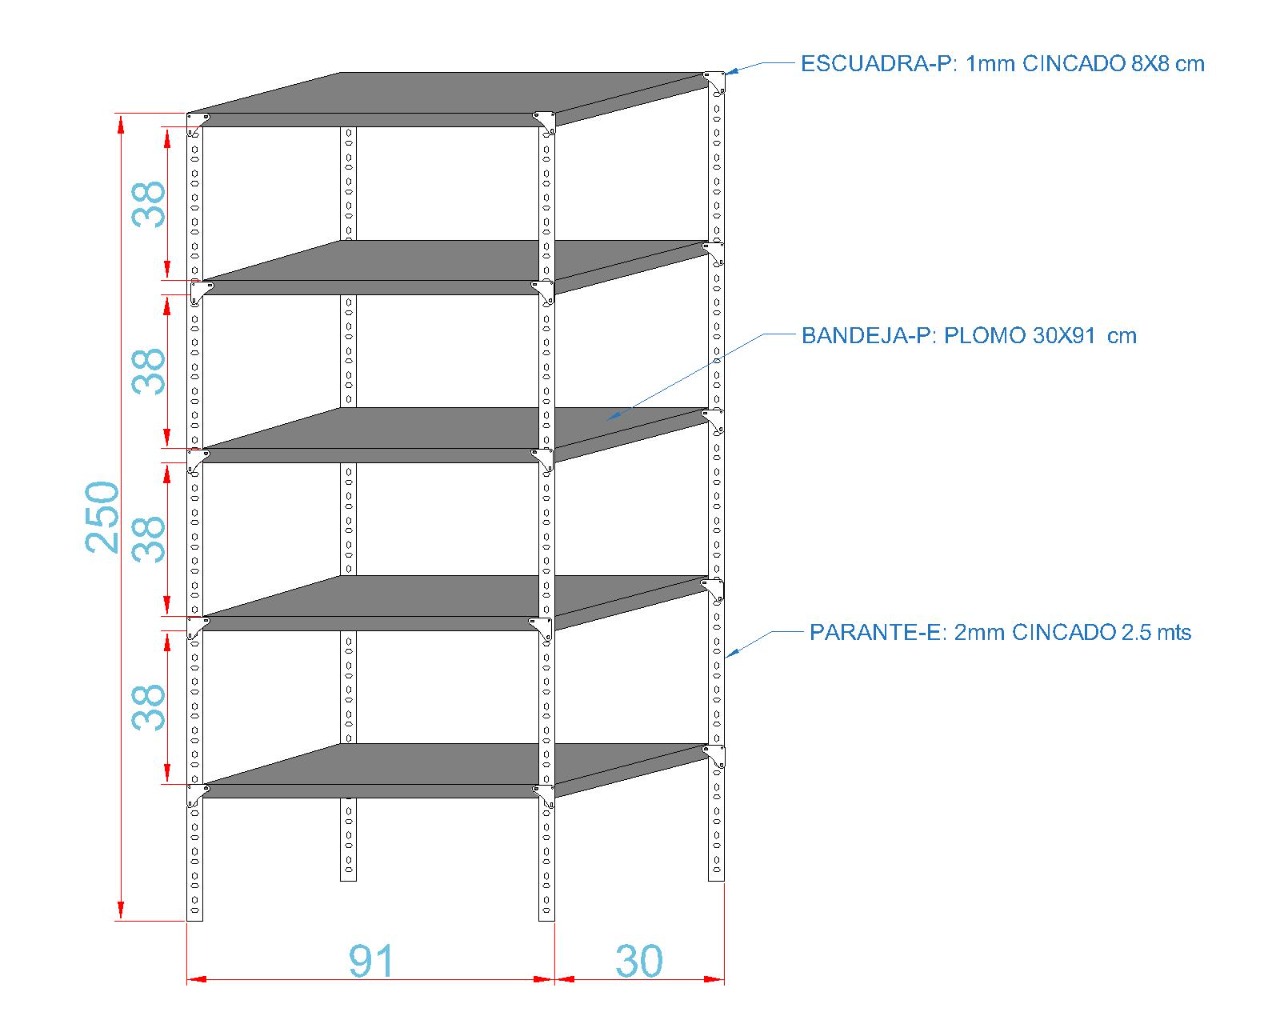 ESCUADRA-P: 1mm CINCADO 8X8 cm
38
BANDEJA-P: PLOMO 30X91 cm
38
250
38
PARANTE-E: 2mm CINCADO 2.5 mts
38
91
30